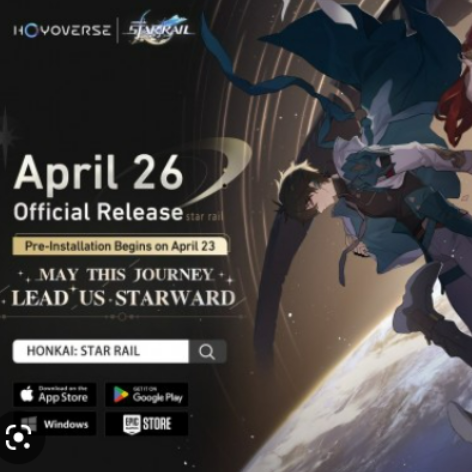 HOYOVERSE
STAR RAIL
April 26
Official Release
star rail
Pre-Installation Begins on April 23
MAY THIS JOURNEY
LEAD US STARWARD
HONKAI: STAR RAIL
Download on the
App Store
GET IT ON
Google Play
Windows
EPIC
STORE